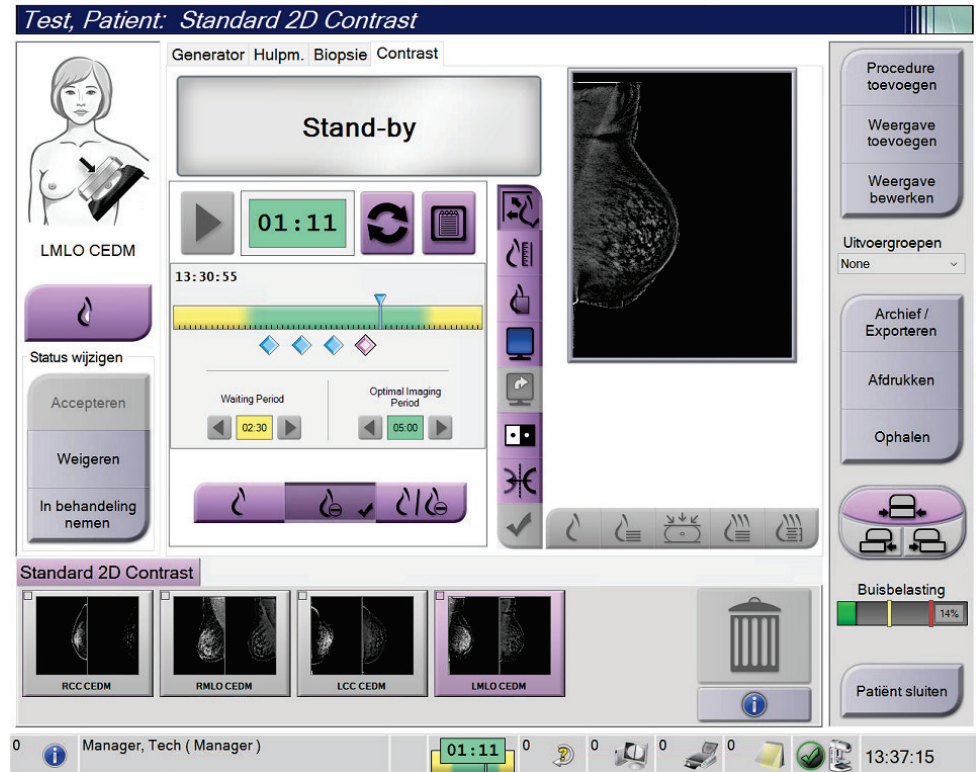 Test, Patient: Standard 2D Contrast
Generator Hulpm. Biopsie Contrast
Stand-by
LMLO CEDM
01:11
13:30:55
Waiting Period
Optimal Imaging
Period
02:30
05:00
Status wijzigen
Accepteren
Weigeren
In behandeling
nemen
Procedure
toevoegen
Weergave
toevoegen
Weergave
bewerken
Uitvoergroepen
None
Archief /
Exporteren
Afdrukken
Ophalen
Buisbelasting
14%
Patiënt sluiten
Standard 2D Contrast
RCC CEDM
RMLO CEDM
LCC CEDM
LMLO CEDM
0 Manager, Tech ( Manager ) 01:11 0 0 0 0 13:37:15